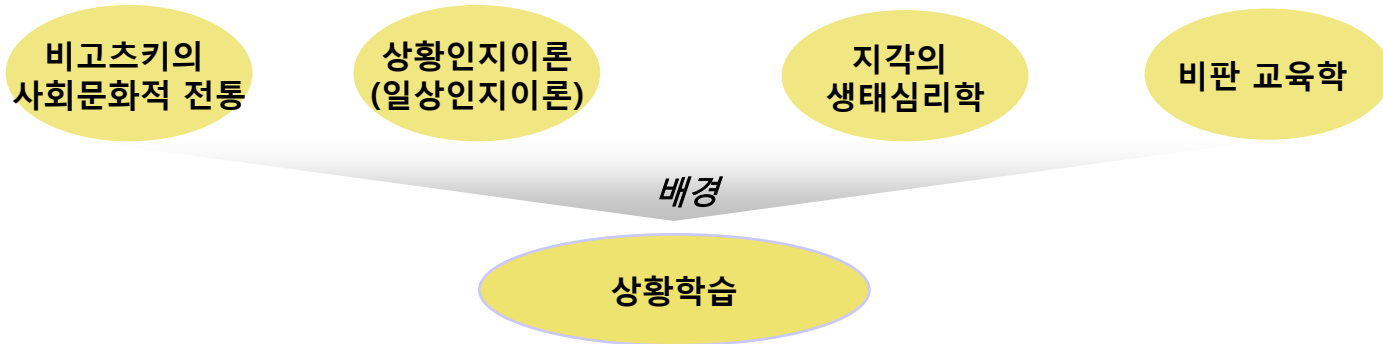 비고츠키의
사회문화적 전통
상황인지이론
(일상인지이론)
지각의
생태심리학
비판 교육학
배경
상황학습